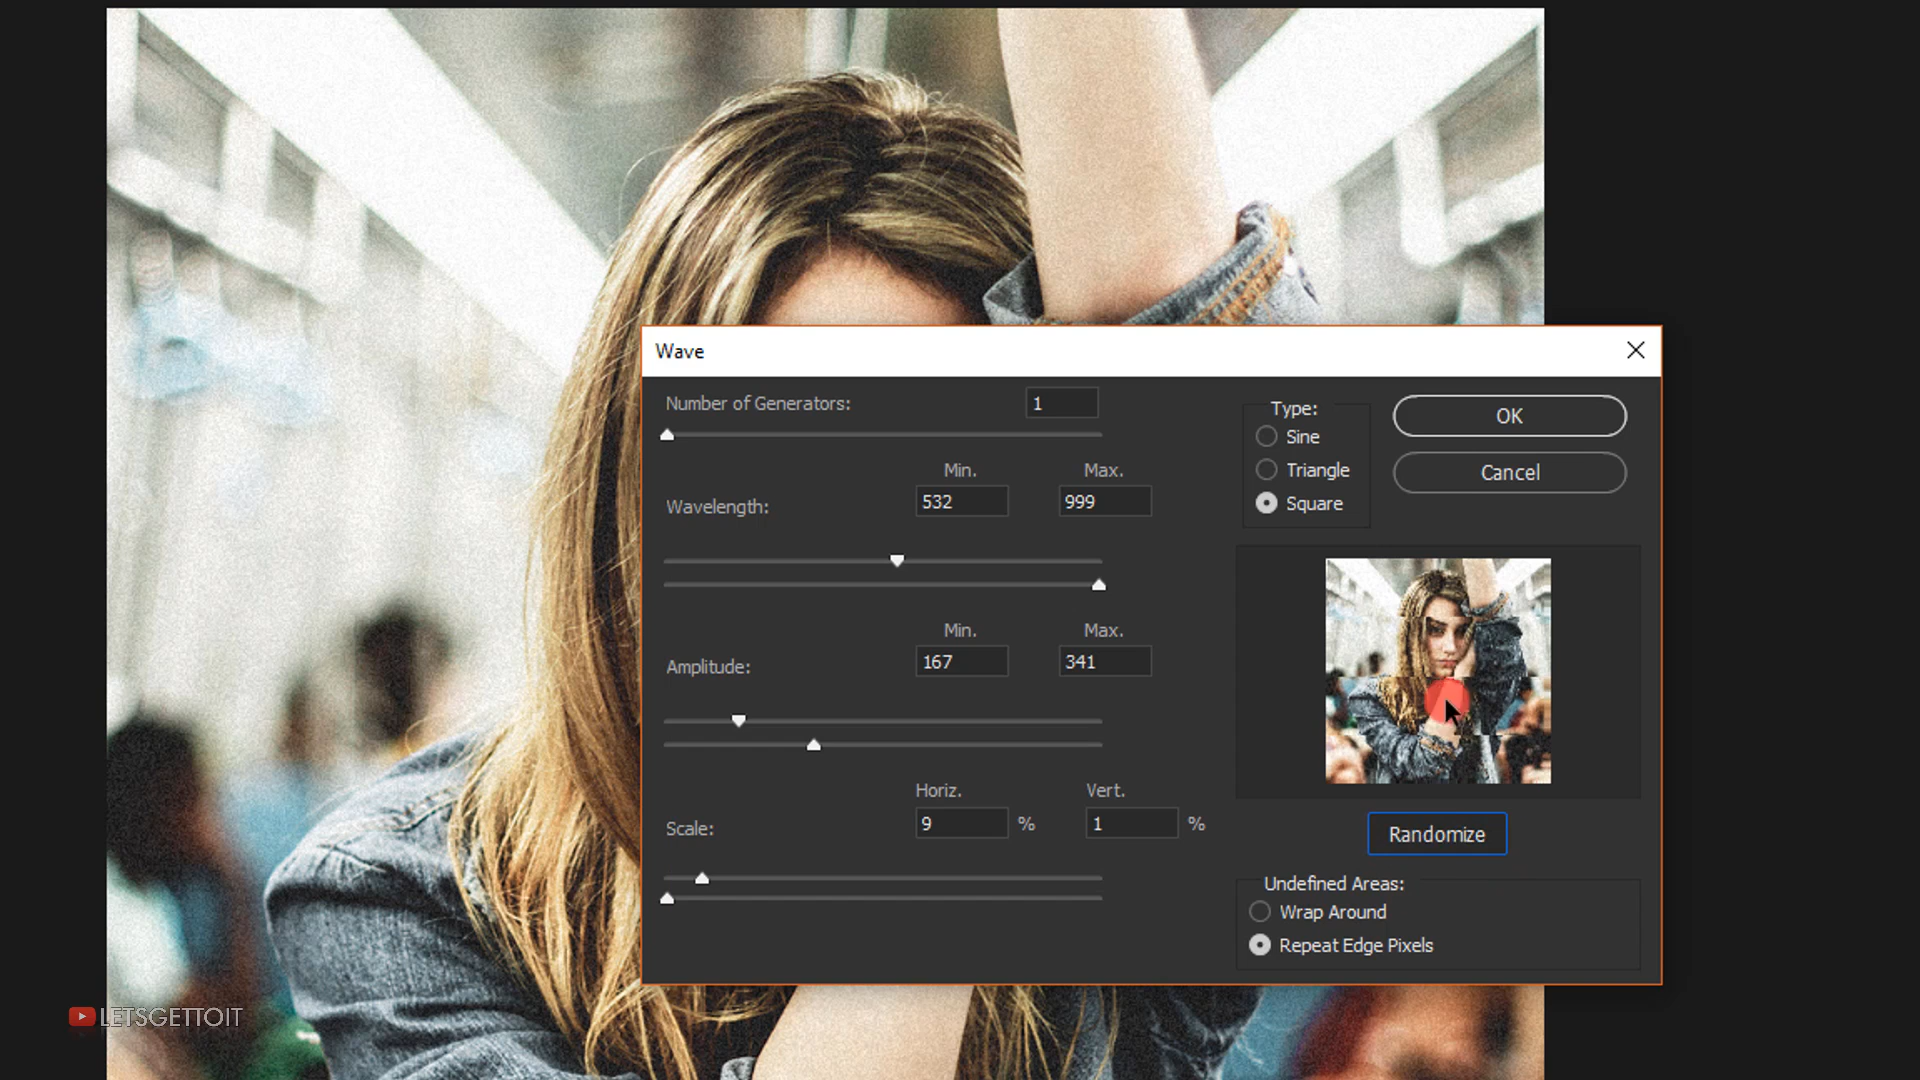 Wave
Number of Generators: 1
Min. Max.
Wavelength: 532 999
Min. Max.
Amplitude: 167 341
Horiz. Vert.
Scale: 9 % 1 %
Type:
Sine
Triangle
Square
OK
Cancel
Randomize
Undefined Areas:
Wrap Around
Repeat Edge Pixels
LETSGETTOIT